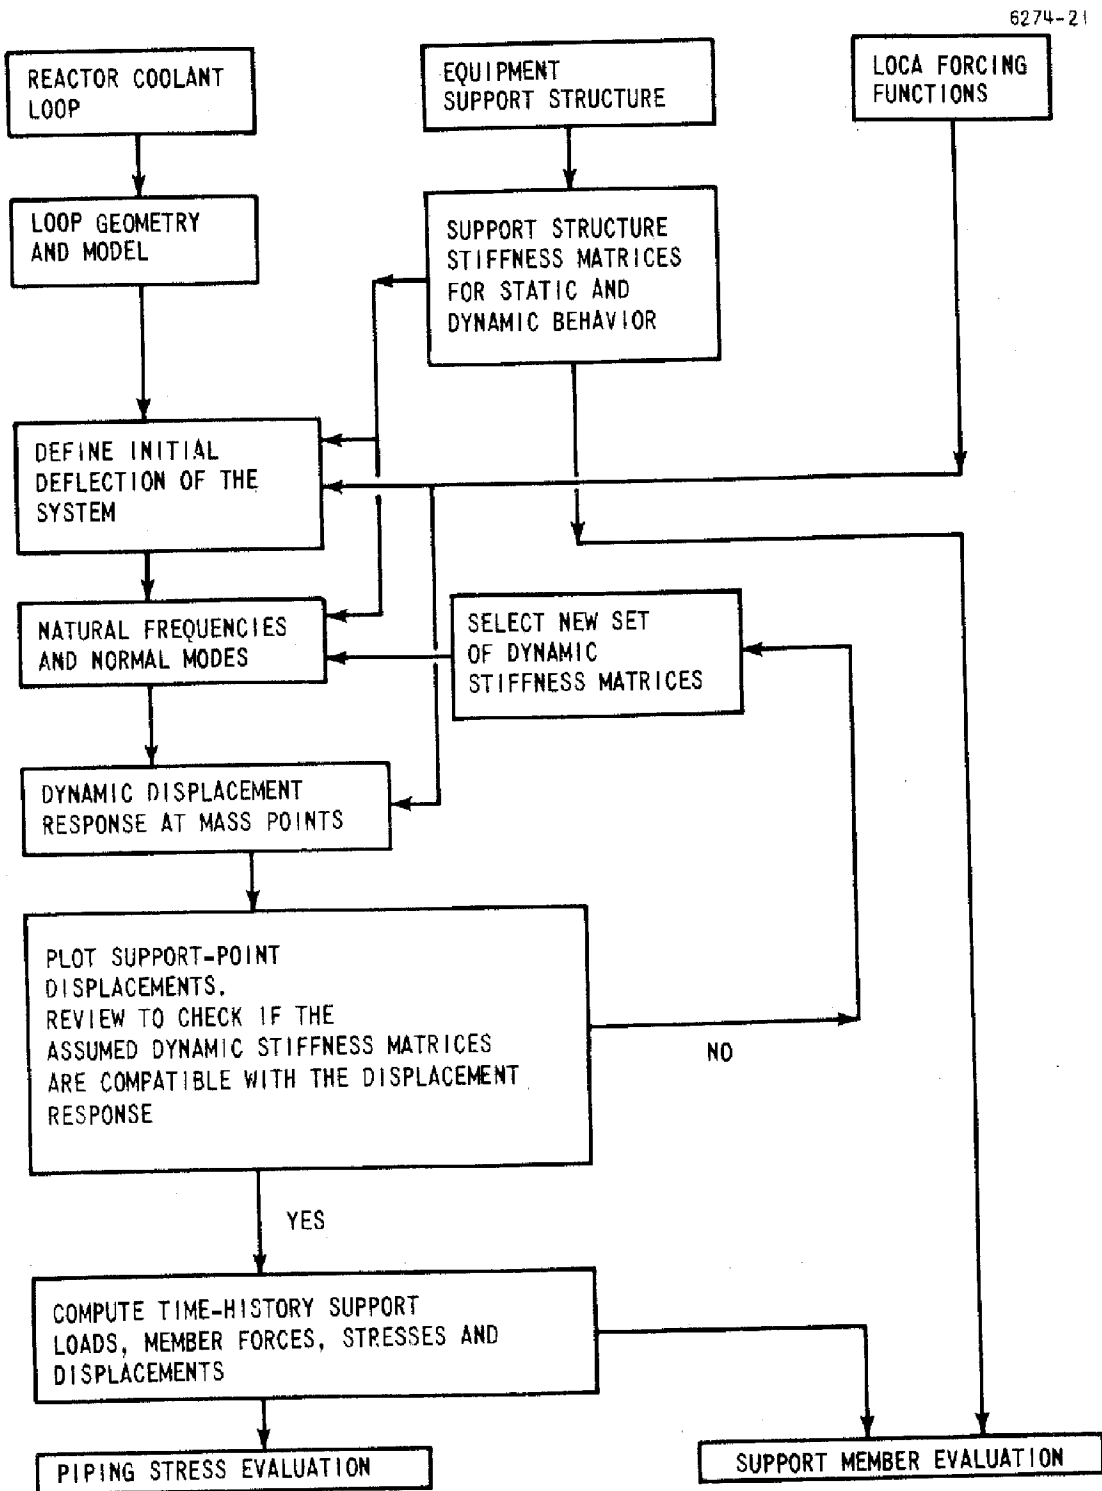 6274-21
REACTOR COOLANT
LOOP
EQUIPMENT
SUPPORT STRUCTURE
LOCA FORCING
FUNCTIONS
LOOP GEOMETRY
AND MODEL
SUPPORT STRUCTURE
STIFFNESS MATRICES
FOR STATIC AND
DYNAMIC BEHAVIOR
DEFINE INITIAL
DEFLECTION OF THE
SYSTEM
NATURAL FREQUENCIES
AND NORMAL MODES
SELECT NEW SET
OF DYNAMIC
STIFFNESS MATRICES
DYNAMIC DISPLACEMENT
RESPONSE AT MASS POINTS
PLOT SUPPORT-POINT
DISPLACEMENTS.
REVIEW TO CHECK IF THE
ASSUMED DYNAMIC STIFFNESS MATRICES
ARE COMPATIBLE WITH THE DISPLACEMENT
RESPONSE
NO
YES
COMPUTE TIME-HISTORY SUPPORT
LOADS, MEMBER FORCES, STRESSES AND
DISPLACEMENTS
PIPING STRESS EVALUATION
SUPPORT MEMBER EVALUATION